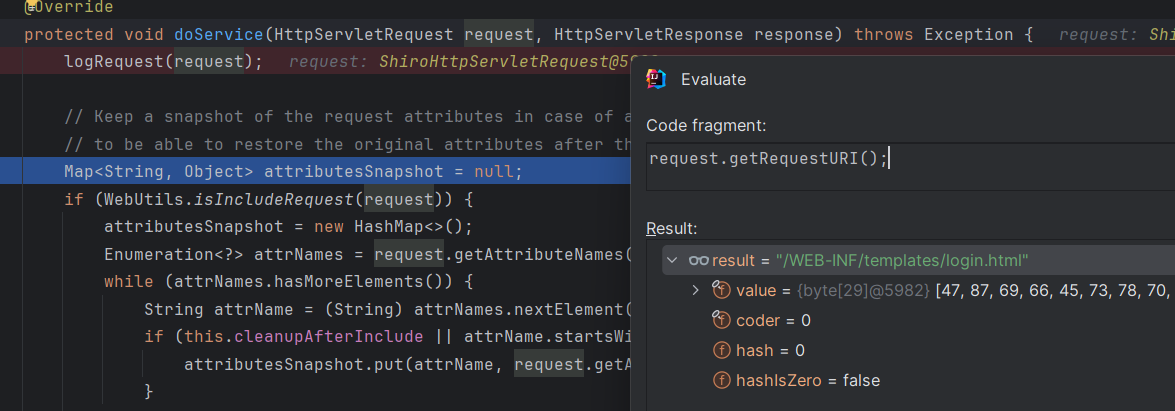 @Override
protected void doService(HttpServletRequest request, HttpServletResponse response) throws Exception {   request: Shi
logRequest(request);   request: ShiroHttpServletRequest@5
// Keep a snapshot of the request attributes in case of a
// to be able to restore the original attributes after th
Map<String, Object> attributesSnapshot = null;
if (WebUtils.isIncludeRequest(request)) {
attributesSnapshot = new HashMap<>();
Enumeration<?> attrNames = request.getAttributeNames(
while (attrNames.hasMoreElements()) {
String attrName = (String) attrNames.nextElement(
if (this.cleanupAfterInclude || attrName.startsWi
attributesSnapshot.put(attrName, request.getA
}
Evaluate
Code fragment:
request.getRequestURI();
Result:
result = "/WEB-INF/templates/login.html"
value = {byte[29]@5982} [47, 87, 69, 66, 45, 73, 78, 70,
coder = 0
hash = 0
hashIsZero = false